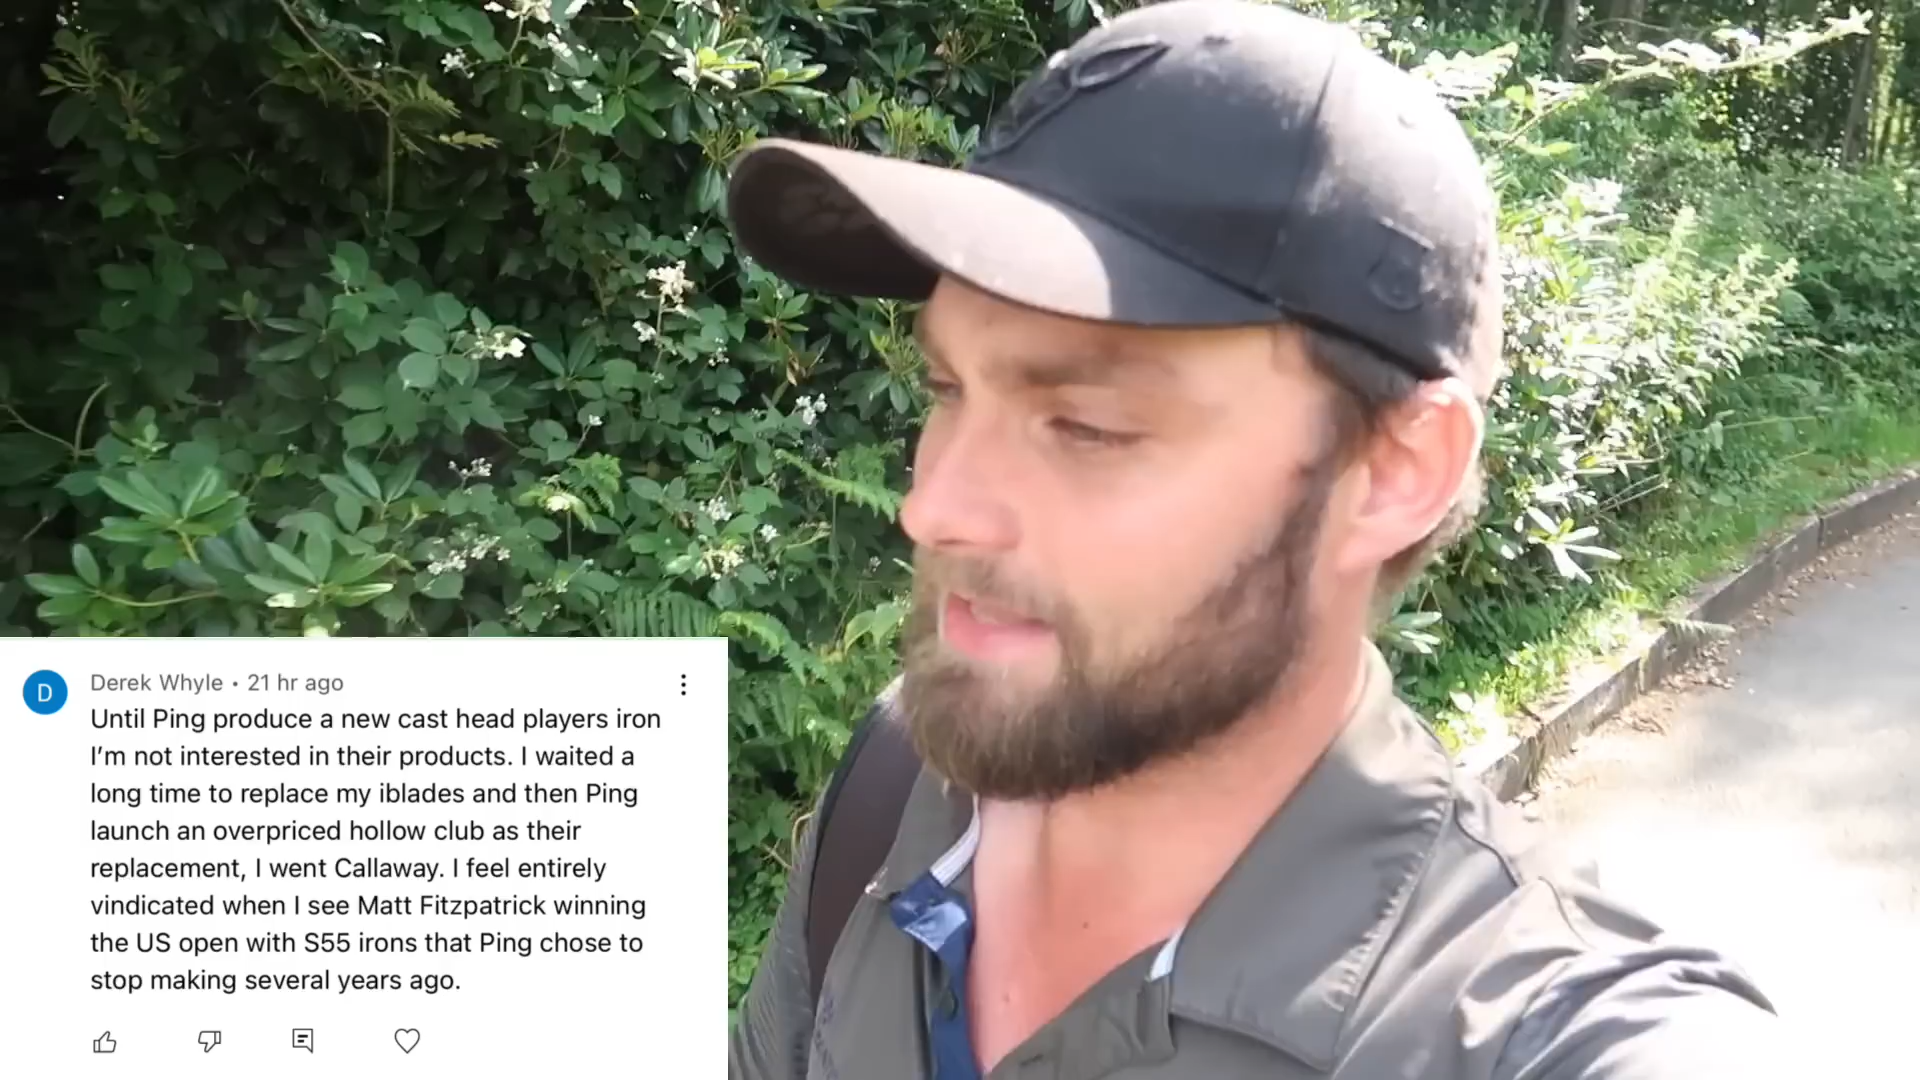 D
Derek Whyle • 21 hr ago
Until Ping produce a new cast head players iron
I’m not interested in their products. I waited a
long time to replace my iblades and then Ping
launch an overpriced hollow club as their
replacement, I went Callaway. I feel entirely
vindicated when I see Matt Fitzpatrick winning
the US open with S55 irons that Ping chose to
stop making several years ago.